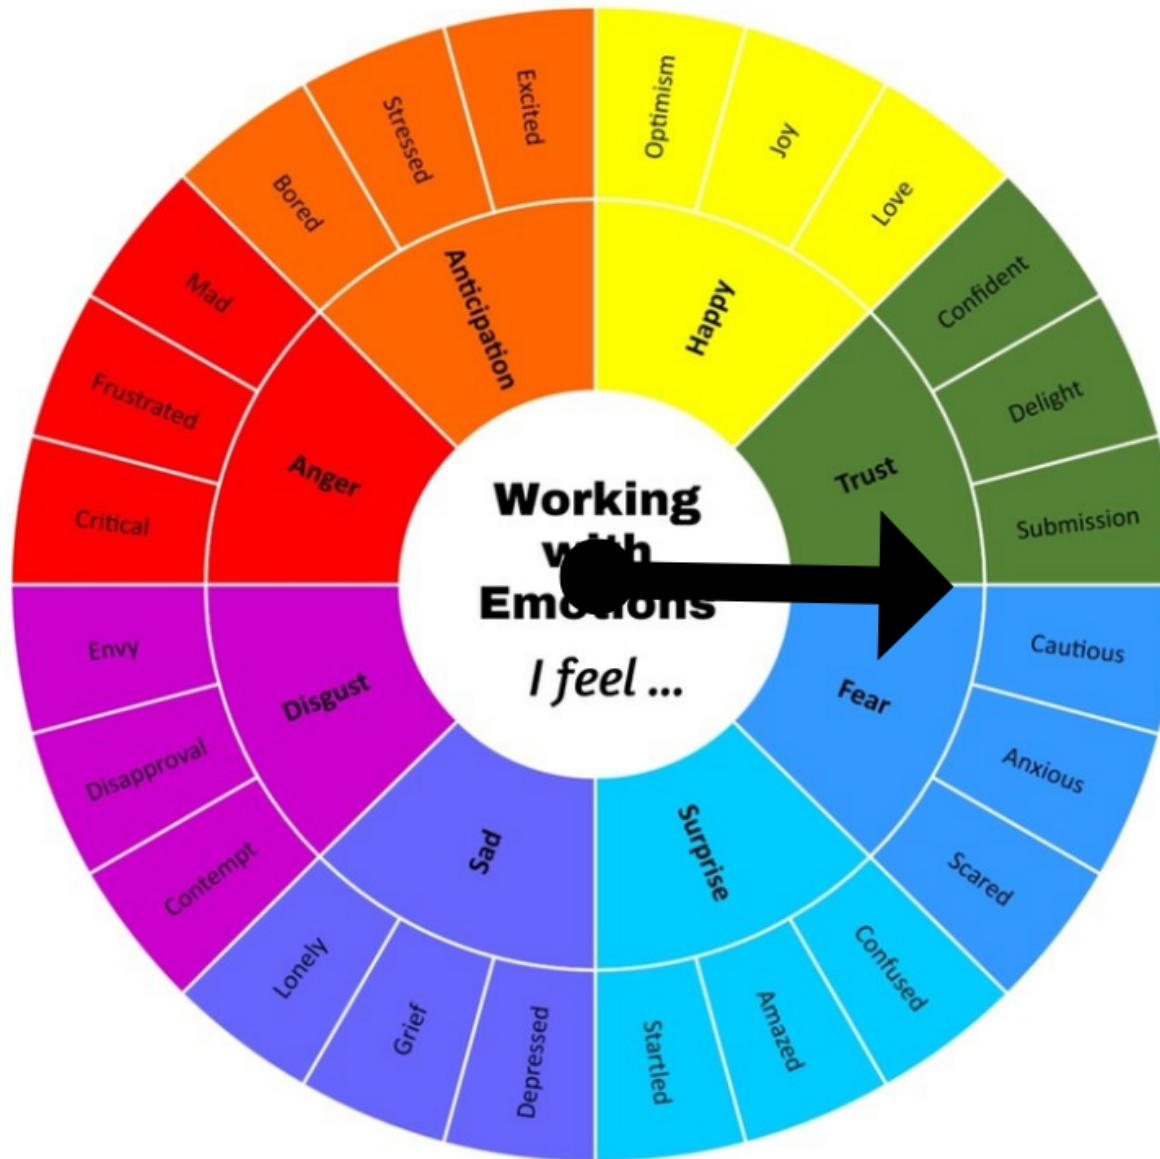 Optimism
Joy
Love
Confident
Delight
Submission
Cautious
Anxious
Scared
Confused
Amazed
Startled
Depressed
Grief
Lonely
Contempt
Disapproval
Envy
Critical
Frustrated
Mad
Bored
Stressed
Excited
Happy
Trust
Fear
Surprise
Sad
Disgust
Anger
Anticipation
Working
with
Emotions
I feel ...